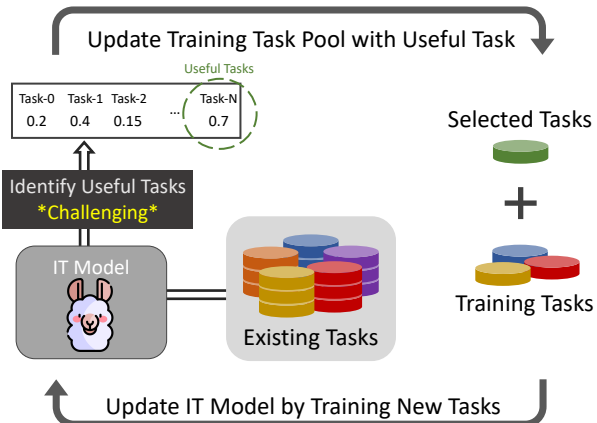 Update Training Task Pool with Useful Task
Useful Tasks
Task-0 Task-1 Task-2 ... Task-N
0.2 0.4 0.15 0.7
Selected Tasks
Identify Useful Tasks
*Challenging*
+
IT Model
Existing Tasks
Training Tasks
Update IT Model by Training New Tasks